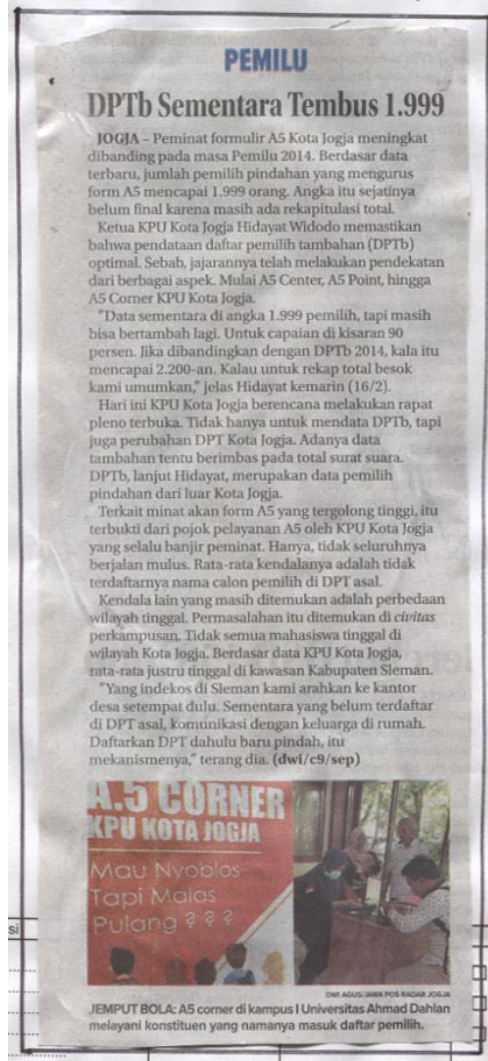 PEMILU
DPTb Sementara Tembus 1.999
JOGJA – Peminat formulir A5 Kota Jogja meningkat
dibanding pada masa Pemilu 2014. Berdasar data
terbaru, jumlah pemilih pindahan yang mengurus
form A5 mencapai 1.999 orang. Angka itu sejatinya
belum final karena masih ada rekapitulasi total.
Ketua KPU Kota Jogja Hidayat Widodo memastikan
bahwa pendataan daftar pemilih tambahan (DPTb)
optimal. Sebab, jajarannya telah melakukan pendekatan
dari berbagai aspek. Mulai A5 Center, A5 Point, hingga
A5 Corner KPU Kota Jogja.
"Data sementara di angka 1.999 pemilih, tapi masih
bisa bertambah lagi. Untuk capaian di kisaran 90
persen. Jika dibandingkan dengan DPTb 2014, kala itu
mencapai 2.200-an. Kalau untuk rekap total besok
kami umumkan," jelas Hidayat kemarin (16/2).
Hari ini KPU Kota Jogja berencana melakukan rapat
pleno terbuka. Tidak hanya untuk mendata DPTb, tapi
juga perubahan DPT Kota Jogja. Adanya data
tambahan tentu berimbas pada total surat suara.
DPTb, lanjut Hidayat, merupakan data pemilih
pindahan dari luar Kota Jogja.
Terkait minat akan form A5 yang tergolong tinggi, itu
terbukti dari pojok pelayanan A5 oleh KPU Kota Jogja
yang selalu banjir peminat. Hanya, tidak seluruhnya
berjalan mulus. Rata-rata kendalanya adalah tidak
terdaftarnya nama calon pemilih di DPT asal.
Kendala lain yang masih ditemukan adalah perbedaan
wilayah tinggal. Permasalahan itu ditemukan di civitas
perkampusan. Tidak semua mahasiswa tinggal di
wilayah Kota Jogja. Berdasar data KPU Kota Jogja,
rata-rata justru tinggal di kawasan Kabupaten Sleman.
"Yang indekos di Sleman kami arahkan ke kantor
desa setempat dulu. Sementara yang belum terdaftar
di DPT asal, komunikasi dengan keluarga di rumah.
Daftarkan DPT dahulu baru pindah, itu
mekanismenya," terang dia. (dwi/c9/sep)
A.5 CORNER
KPU KOTA JOGJA
Mau Nyoblos
Tapi Malas
Pulang ? ? ?
DWI AGUS/JAWA POS RADAR JOGJA
JEMPUT BOLA: A5 corner di kampus I Universitas Ahmad Dahlan
melayani konstituen yang namanya masuk daftar pemilih.
si